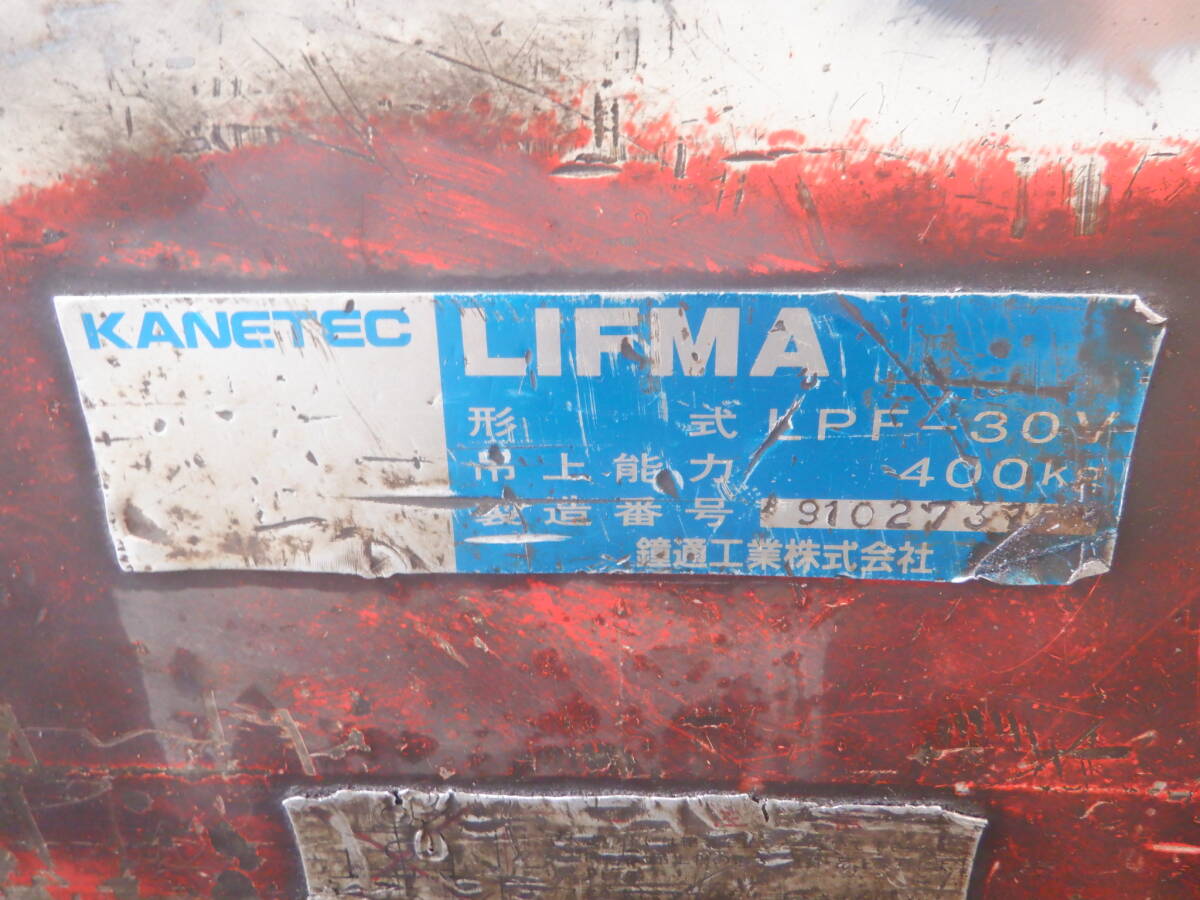 KANETEC
LIFMA
形 式 LPF-30V
吊上能力 400Kg
製造番号
鐘通工業株式会社